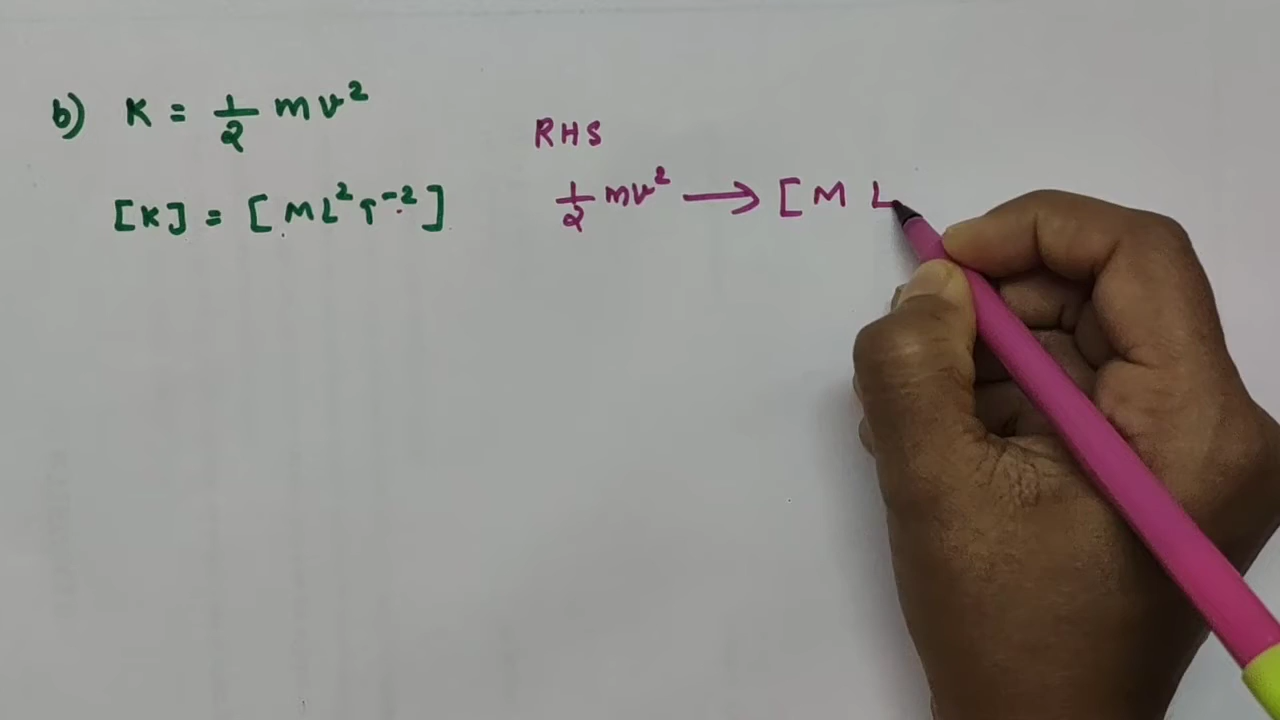 b) K = 1/2 mv²
[K] = [ML²T⁻²]
RHS
1/2 mv² → [M L